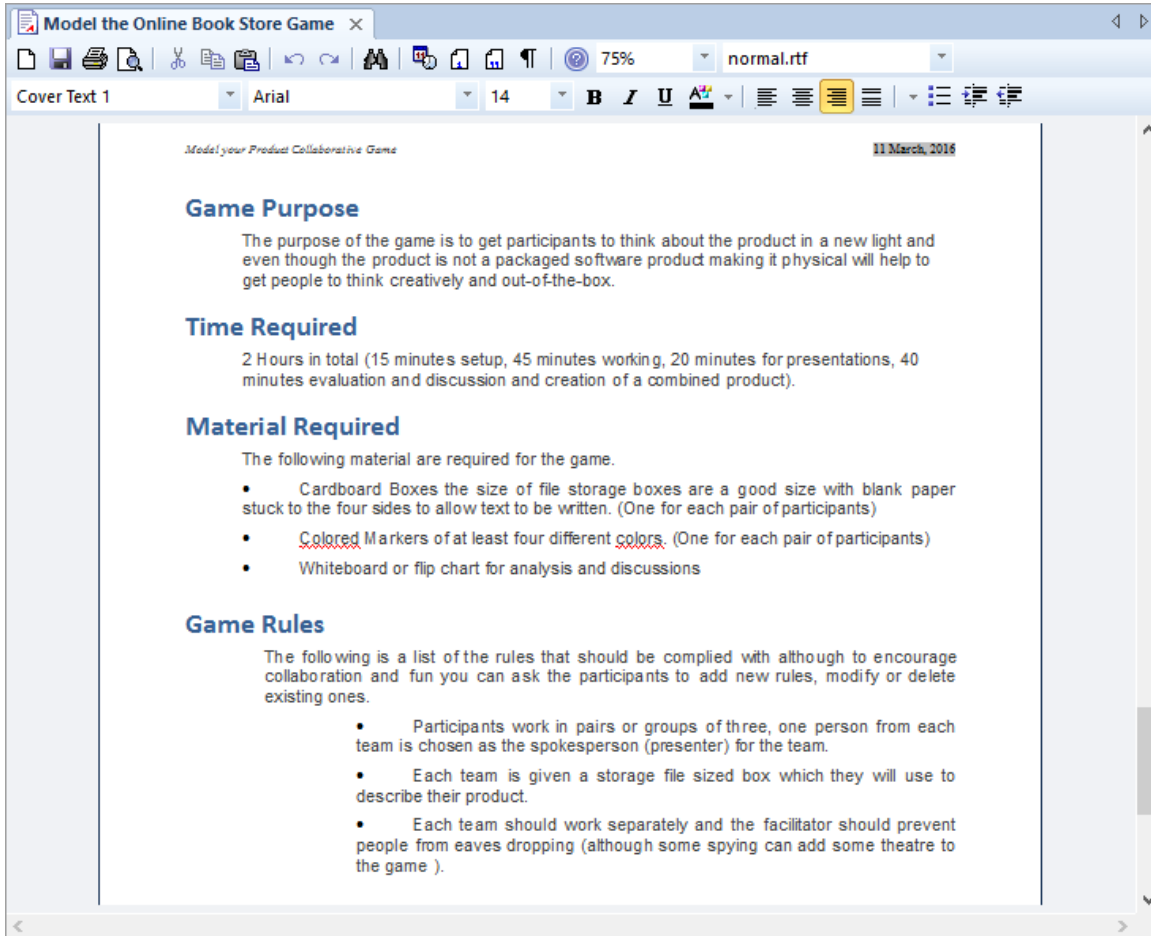 Model the Online Book Store Game
75% normal.rtf
Cover Text 1 Arial 14 B I U
Model your Product Collaborative Game 11 March, 2016
Game Purpose
The purpose of the game is to get participants to think about the product in a new light and
even though the product is not a packaged software product making it physical will help to
get people to think creatively and out-of-the-box.
Time Required
2 Hours in total (15 minutes setup, 45 minutes working, 20 minutes for presentations, 40
minutes evaluation and discussion and creation of a combined product).
Material Required
The following material are required for the game.
• Cardboard Boxes the size of file storage boxes are a good size with blank paper
stuck to the four sides to allow text to be written. (One for each pair of participants)
• Colored Markers of at least four different colors. (One for each pair of participants)
• Whiteboard or flip chart for analysis and discussions
Game Rules
The following is a list of the rules that should be complied with although to encourage
collaboration and fun you can ask the participants to add new rules, modify or delete
existing ones.
• Participants work in pairs or groups of three, one person from each
team is chosen as the spokesperson (presenter) for the team.
• Each team is given a storage file sized box which they will use to
describe their product.
• Each team should work separately and the facilitator should prevent
people from eaves dropping (although some spying can add some theatre to
the game ).